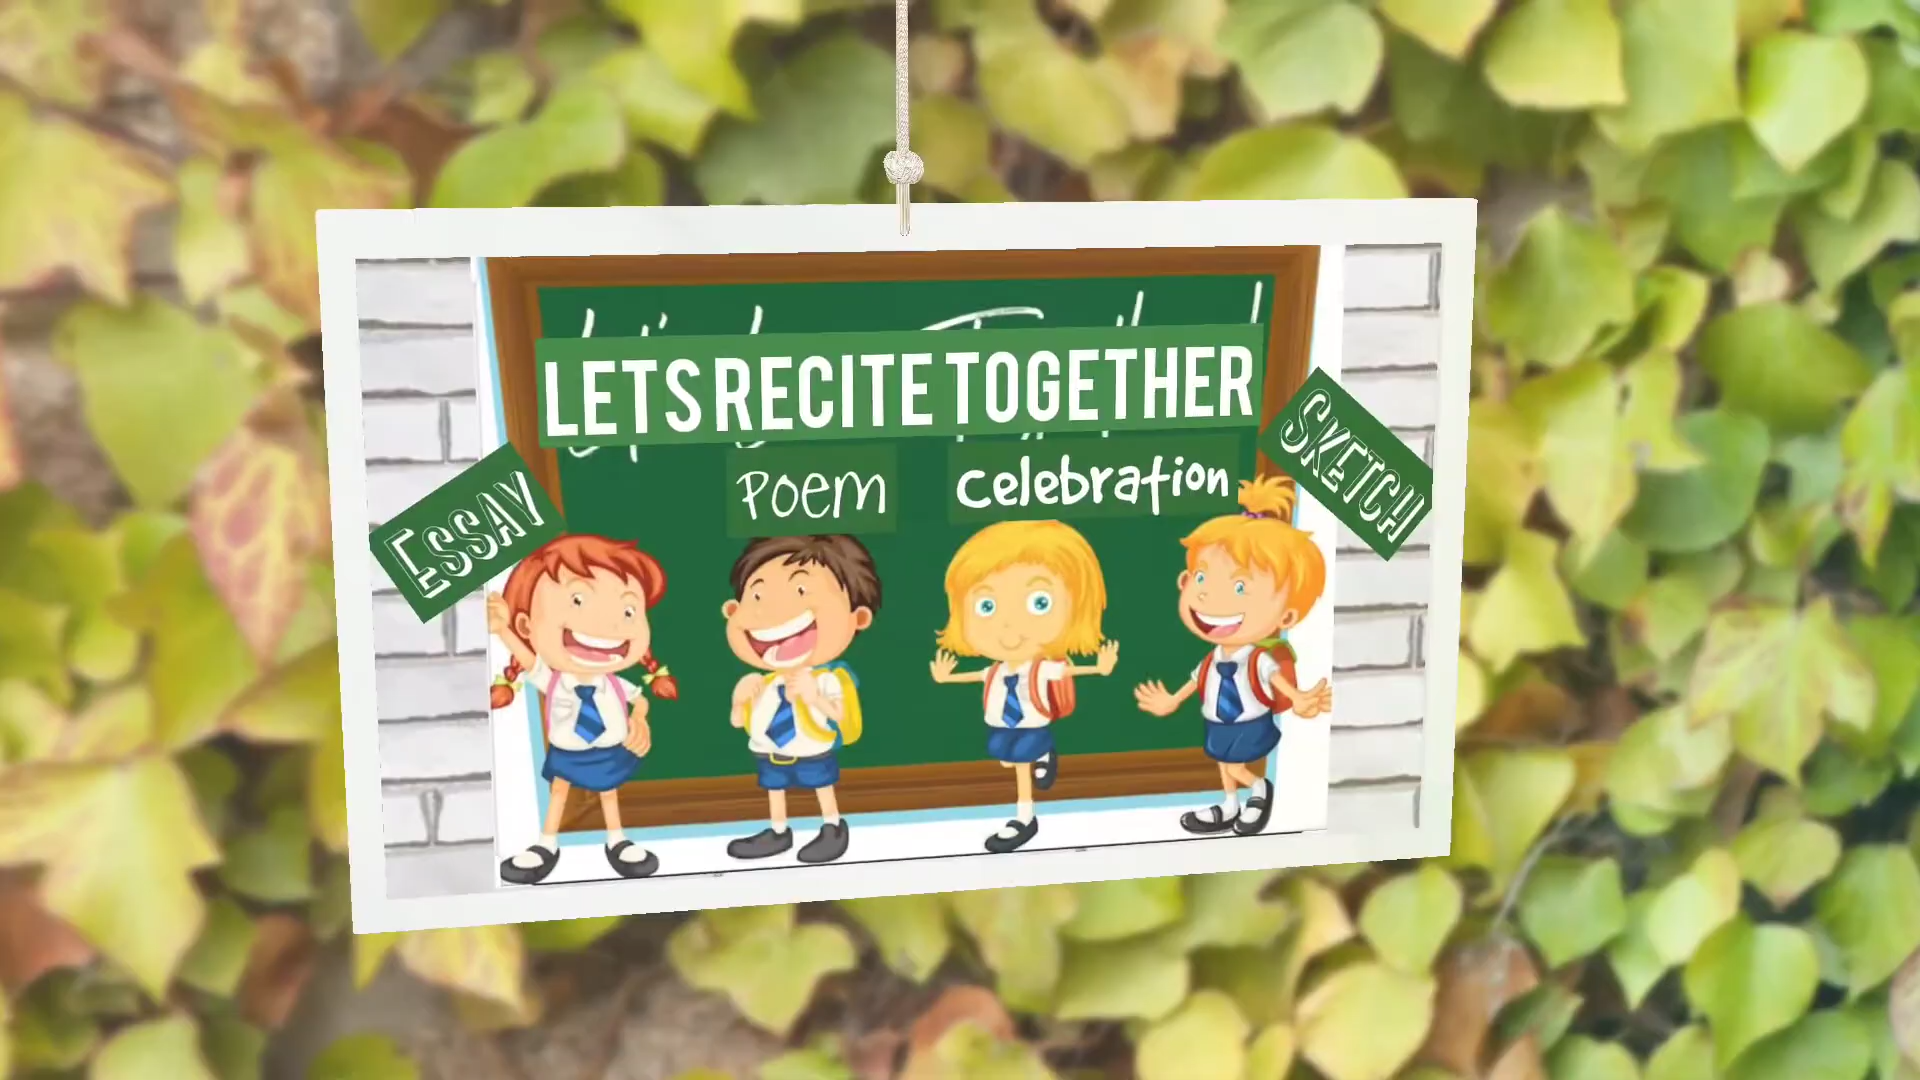 LETS RECITE TOGETHER
Poem
celebration
ESSAY
SKETCH